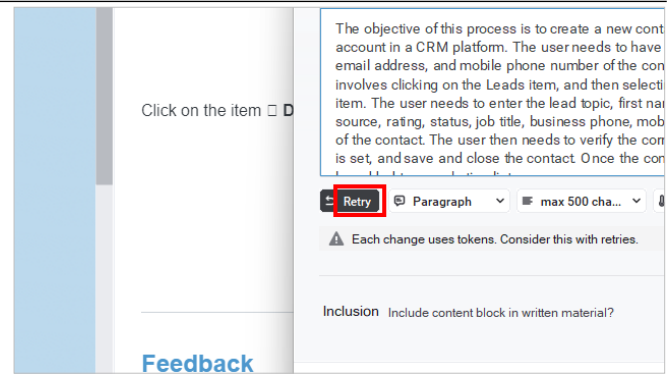 The objective of this process is to create a new cont
account in a CRM platform. The user needs to have
email address, and mobile phone number of the con
involves clicking on the Leads item, and then selecti
item. The user needs to enter the lead topic, first nar
source, rating, status, job title, business phone, mob
of the contact. The user then needs to verify the corr
is set, and save and close the contact. Once the con
Click on the item □ D
Retry Paragraph max 500 cha...
Each change uses tokens. Consider this with retries.
Inclusion Include content block in written material?
Feedback